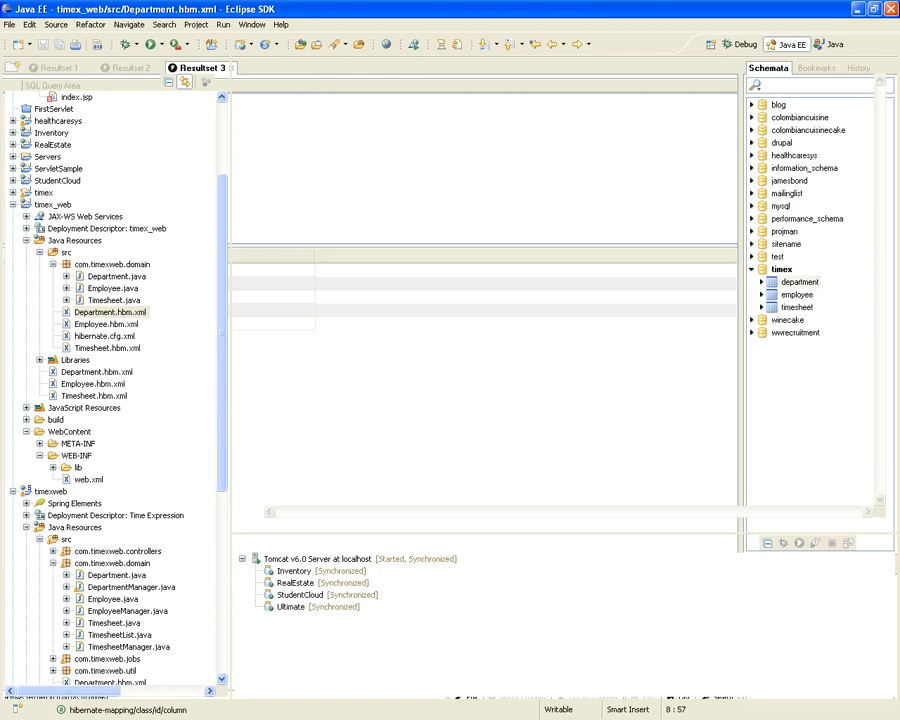 Java EE - timex_web/src/Department.hbm.xml - Eclipse SDK
File Edit Source Refactor Navigate Search Project Run Window Help
Debug Java EE Java
Resultset 1 Resultset 2 Resultset 3
SQL Query Area
index.jsp
FirstServlet
healthcaresys
Inventory
RealEstate
Servers
ServletSample
StudentCloud
timex
timex_web
JAX-WS Web Services
Deployment Descriptor: timex_web
Java Resources
src
com.timexweb.domain
Department.java
Employee.java
Timesheet.java
Department.hbm.xml
Employee.hbm.xml
hibernate.cfg.xml
Timesheet.hbm.xml
Libraries
Department.hbm.xml
Employee.hbm.xml
Timesheet.hbm.xml
JavaScript Resources
build
WebContent
META-INF
WEB-INF
lib
web.xml
timexweb
Spring Elements
Deployment Descriptor: Time Expression
Java Resources
src
com.timexweb.controllers
com.timexweb.domain
Department.java
DepartmentManager.java
Employee.java
EmployeeManager.java
Timesheet.java
TimesheetList.java
TimesheetManager.java
com.timexweb.jobs
com.timexweb.util
Department.hbm.xml
Tomcat v6.0 Server at localhost [Started, Synchronized]
Inventory [Synchronized]
RealEstate [Synchronized]
StudentCloud [Synchronized]
Ultimate [Synchronized]
Schemata Bookmarks History
blog
colombiancuisine
colombiancuisinecake
drupal
healthcaresys
information_schema
jamesbond
mailinglist
mysql
performance_schema
projman
sitename
test
timex
department
employee
timesheet
winecake
wwrecruitment
hibernate-mapping/class/id/column Writable Smart Insert 8 : 57